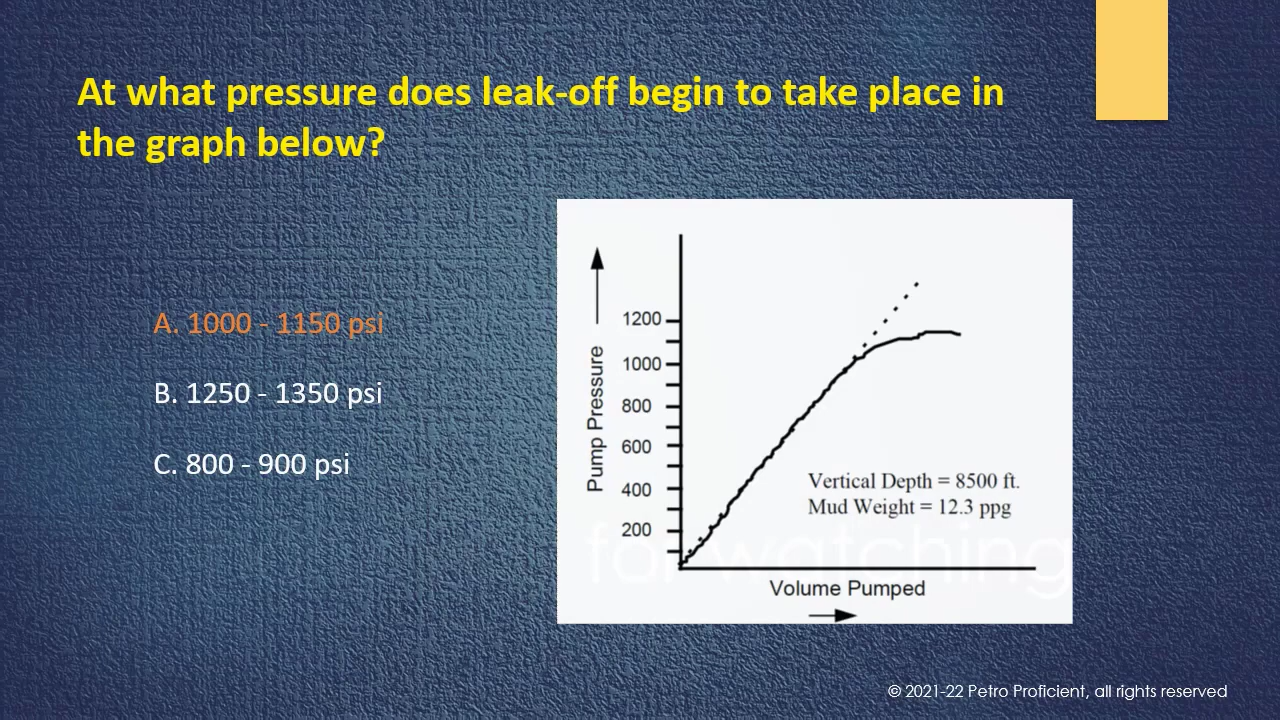 At what pressure does leak-off begin to take place in
the graph below?
A. 1000 - 1150 psi
B. 1250 - 1350 psi
C. 800 - 900 psi
Pump Pressure
1200
1000
800
600
400
200
Vertical Depth = 8500 ft.
Mud Weight = 12.3 ppg
for watching
Volume Pumped
© 2021-22 Petro Proficient, all rights reserved